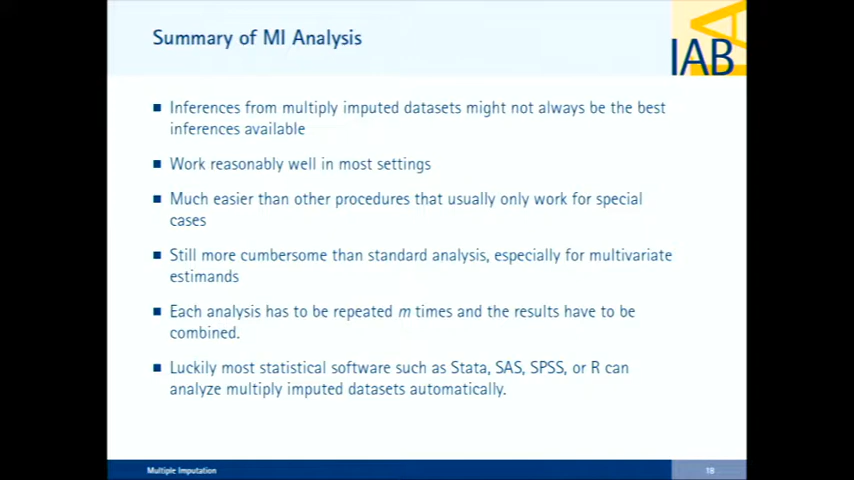 Summary of MI Analysis
IAB
Inferences from multiply imputed datasets might not always be the best
inferences available
Work reasonably well in most settings
Much easier than other procedures that usually only work for special
cases
Still more cumbersome than standard analysis, especially for multivariate
estimands
Each analysis has to be repeated m times and the results have to be
combined.
Luckily most statistical software such as Stata, SAS, SPSS, or R can
analyze multiply imputed datasets automatically.
Multiple Imputation
18